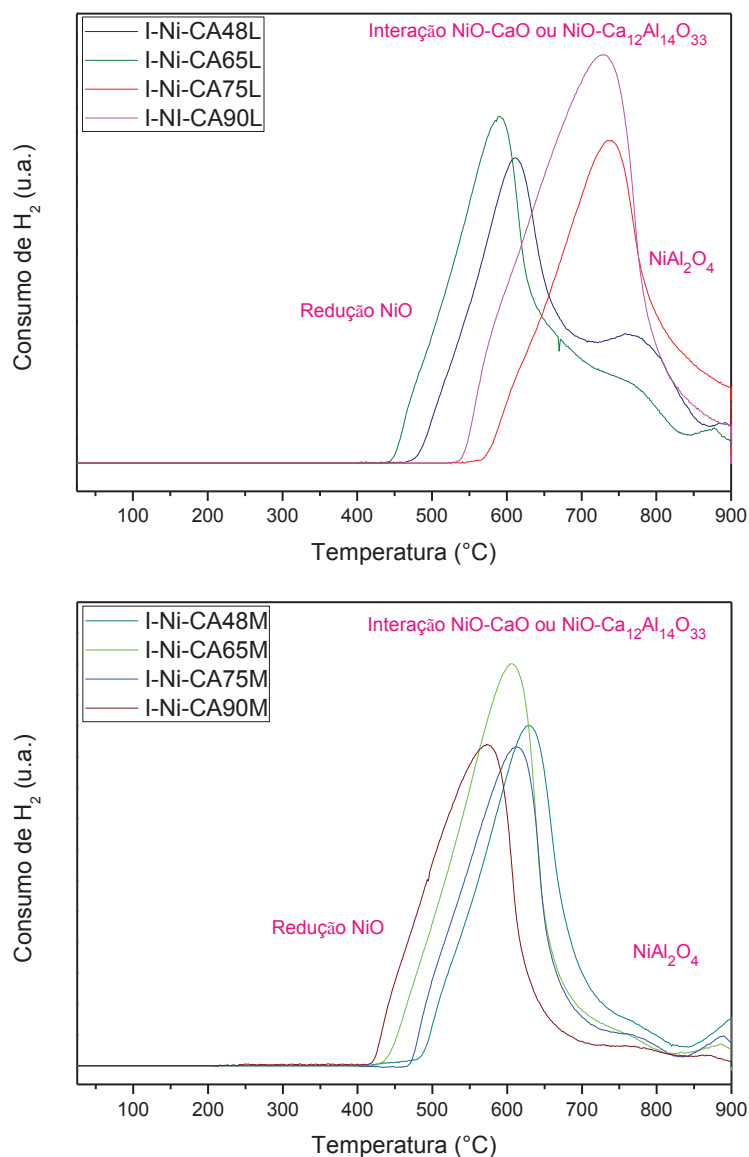 I-Ni-CA48L
I-Ni-CA65L
I-Ni-CA75L
I-NI-CA90L
Interação NiO-CaO ou NiO-Ca₁₂Al₁₄O₃₃
NiAl₂O₄
Redução NiO
Consumo de H₂ (u.a.)
100 200 300 400 500 600 700 800 900
Temperatura (°C)
I-Ni-CA48M
I-Ni-CA65M
I-Ni-CA75M
I-Ni-CA90M
Interação NiO-CaO ou NiO-Ca₁₂Al₁₄O₃₃
Redução NiO
NiAl₂O₄
Consumo de H₂ (u.a.)
100 200 300 400 500 600 700 800 900
Temperatura (°C)